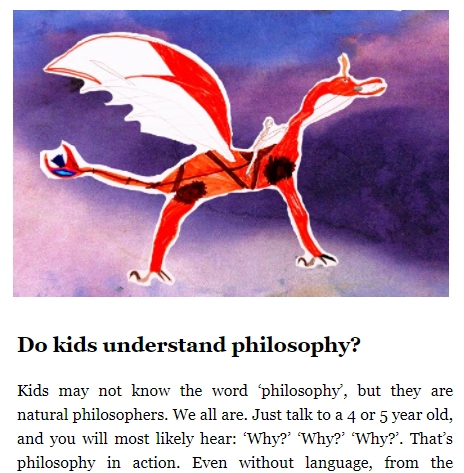 Do kids understand philosophy?
Kids may not know the word ‘philosophy’, but they are
natural philosophers. We all are. Just talk to a 4 or 5 year old,
and you will most likely hear: ‘Why?’ ‘Why?’ ‘Why?’. That’s
philosophy in action. Even without language, from the